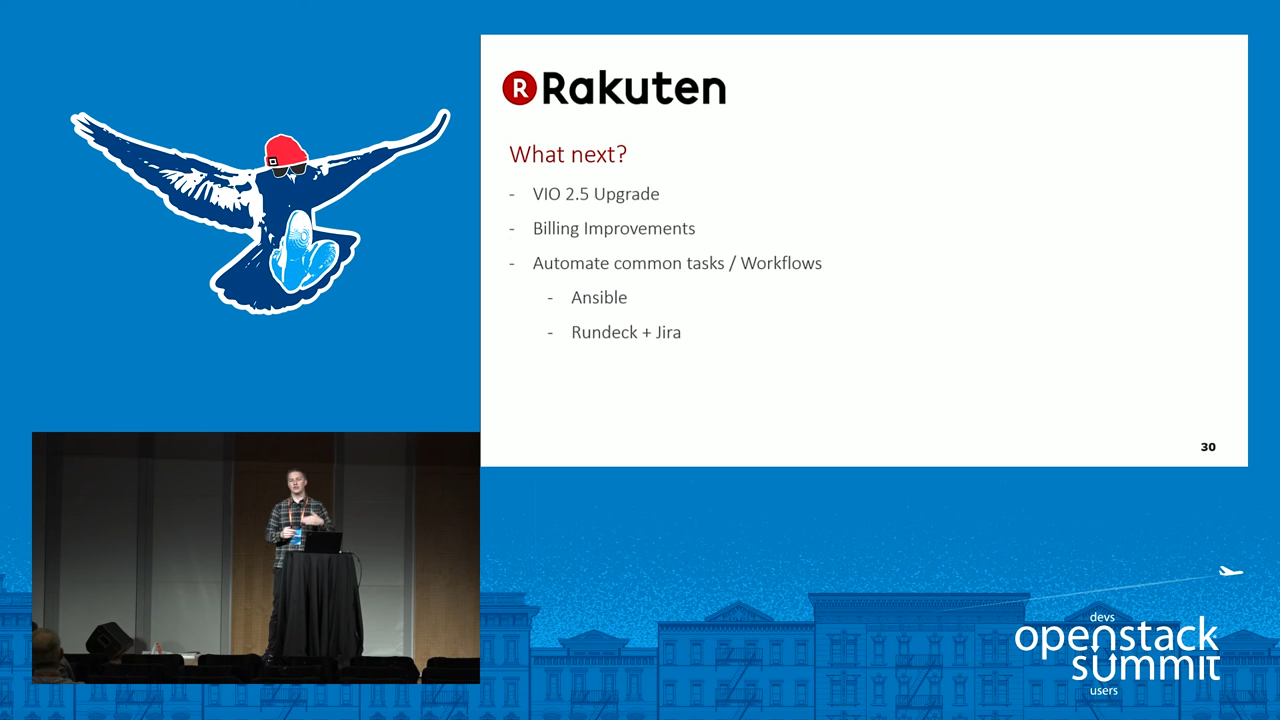 R Rakuten
What next?
- VIO 2.5 Upgrade
- Billing Improvements
- Automate common tasks / Workflows
- Ansible
- Rundeck + Jira
30
devs
openstack
summit
users